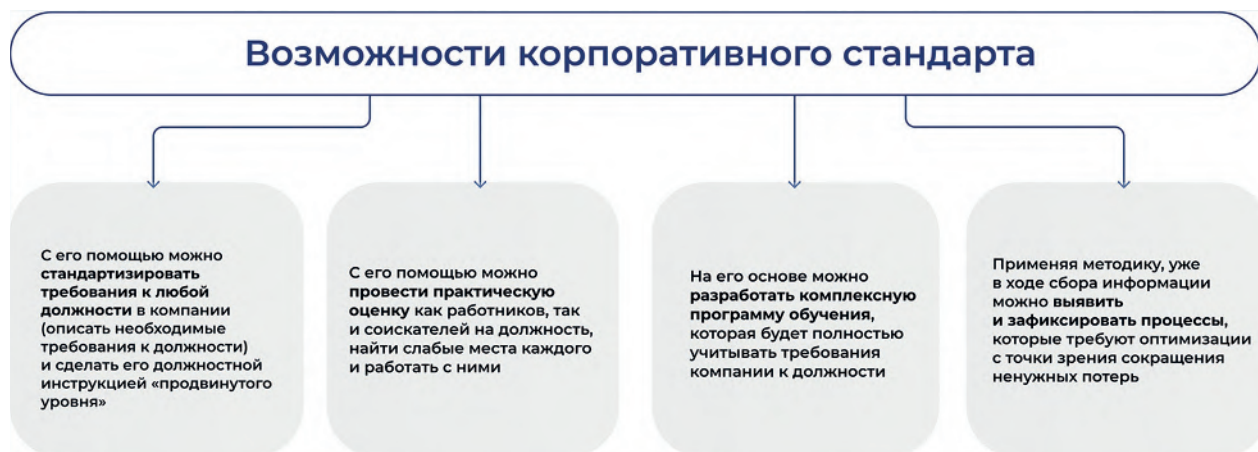 Возможности корпоративного стандарта
С его помощью можно
стандартизировать
требования к любой
должности в компании
(описать необходимые
требования к должности)
и сделать его должностной
инструкцией «продвинутого
уровня»
С его помощью можно
провести практическую
оценку как работников, так
и соискателей на должность,
найти слабые места каждого
и работать с ними
На его основе можно
разработать комплексную
программу обучения,
которая будет полностью
учитывать требования
компании к должности
Применяя методику, уже
в ходе сбора информации
можно выявить
и зафиксировать процессы,
которые требуют оптимизации
с точки зрения сокращения
ненужных потерь